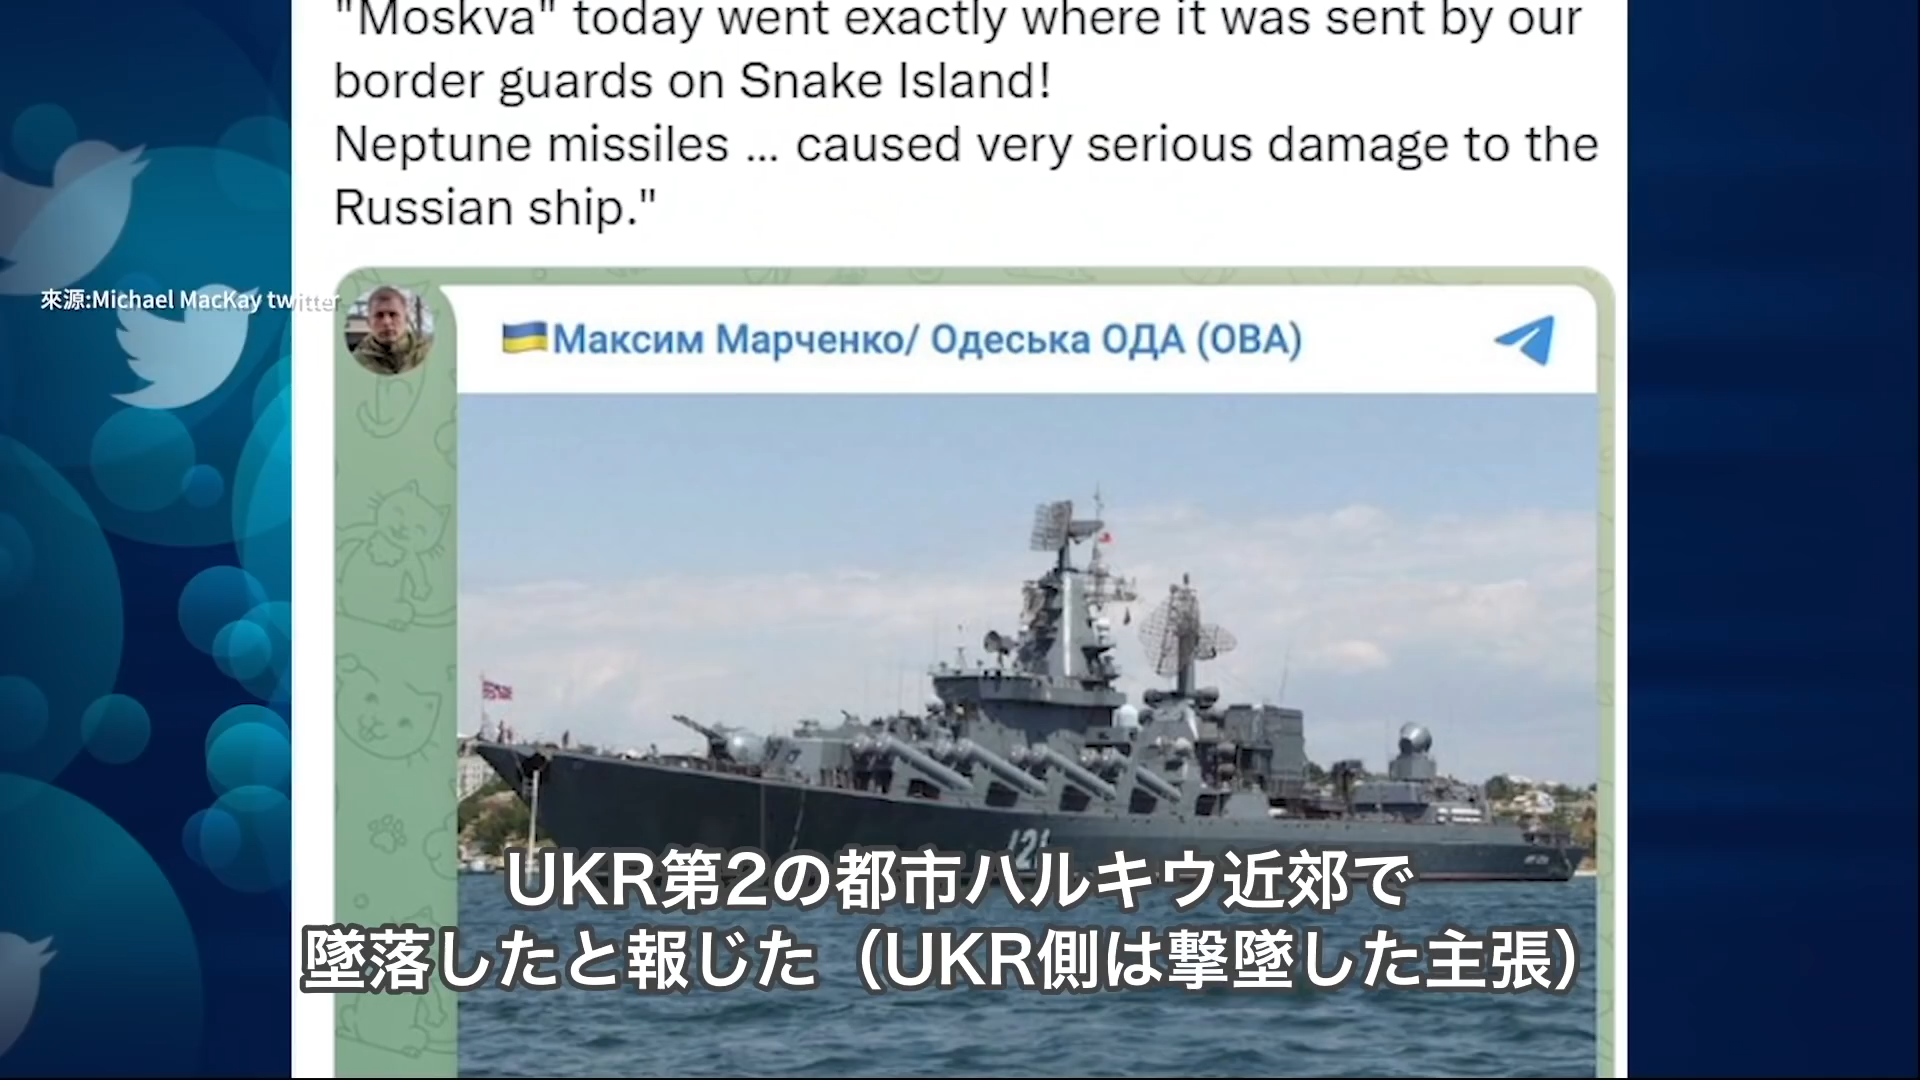 "Moskva" today went exactly where it was sent by our
border guards on Snake Island!
Neptune missiles ... caused very serious damage to the
Russian ship."
來源:Michael MacKay twitter
Максим Марченко/ Одеська ОДА (ОВА)
121
UKR第2の都市ハルキウ近郊で
墜落したと報じた（UKR側は撃墜した主張）